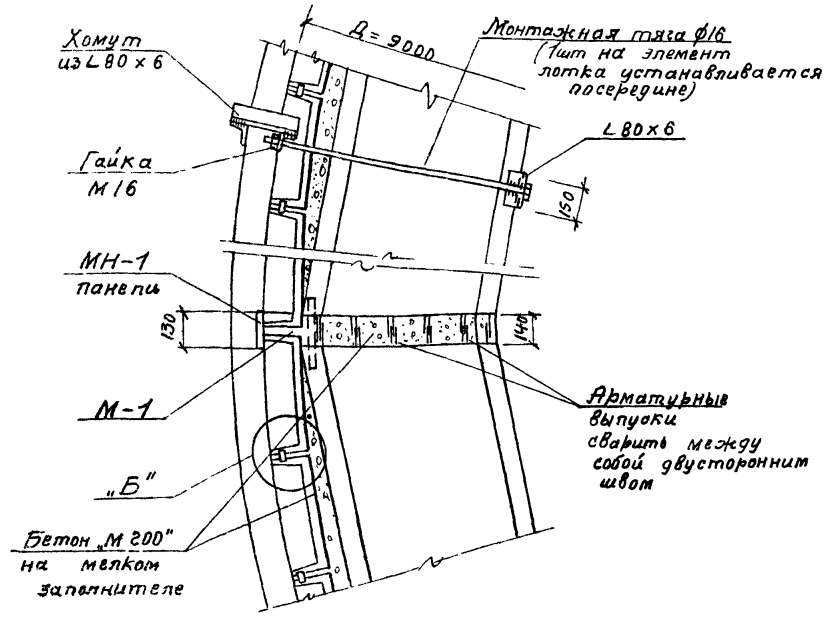 Хомут
из L80×6
Д = 9000
Монтажная тяга ф16
(1шт на элемент
лотка устанавливается
посередине)
L80×6
Гайка
М16
150
МН-1
панели
130
140
М-1
Арматурные
выпуски
сварить между
собой двусторонним
швом
„Б"
Бетон „М200"
на мелком
заполнителе